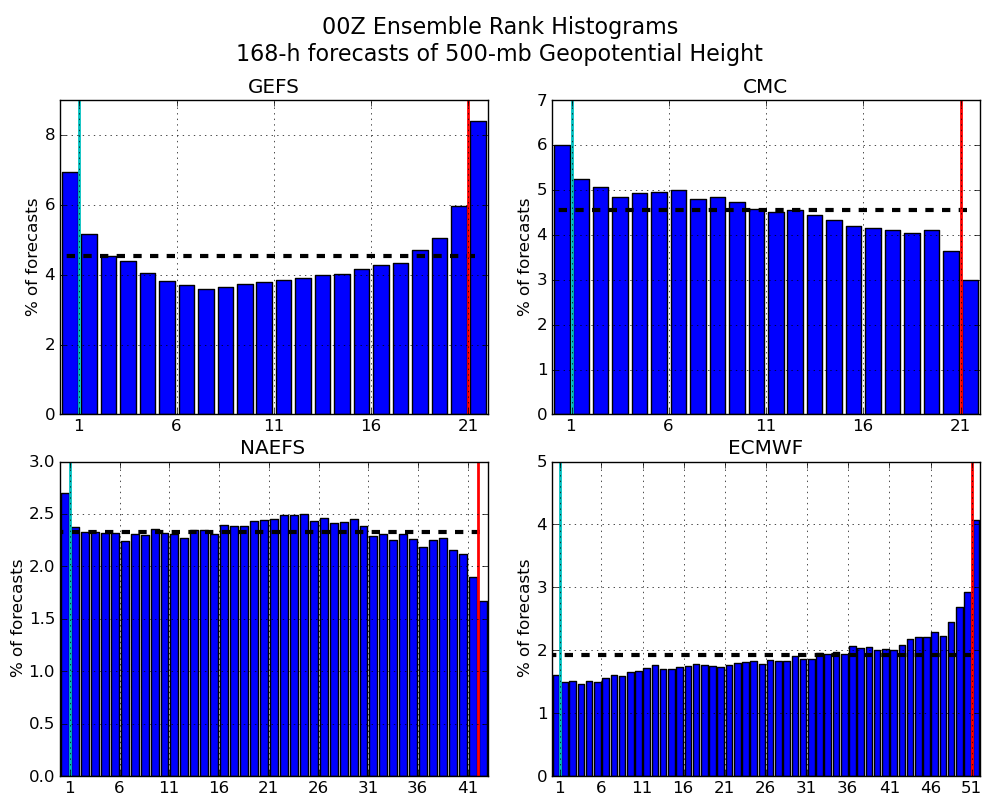 00Z Ensemble Rank Histograms
168-h forecasts of 500-mb Geopotential Height
GEFS
% of forecasts
8
6
4
2
0
1 6 11 16 21
CMC
% of forecasts
7
6
5
4
3
2
1
0
1 6 11 16 21
NAEFS
% of forecasts
3.0
2.5
2.0
1.5
1.0
0.5
0.0
1 6 11 16 21 26 31 36 41
ECMWF
% of forecasts
5
4
3
2
1
0
1 6 11 16 21 26 31 36 41 46 51